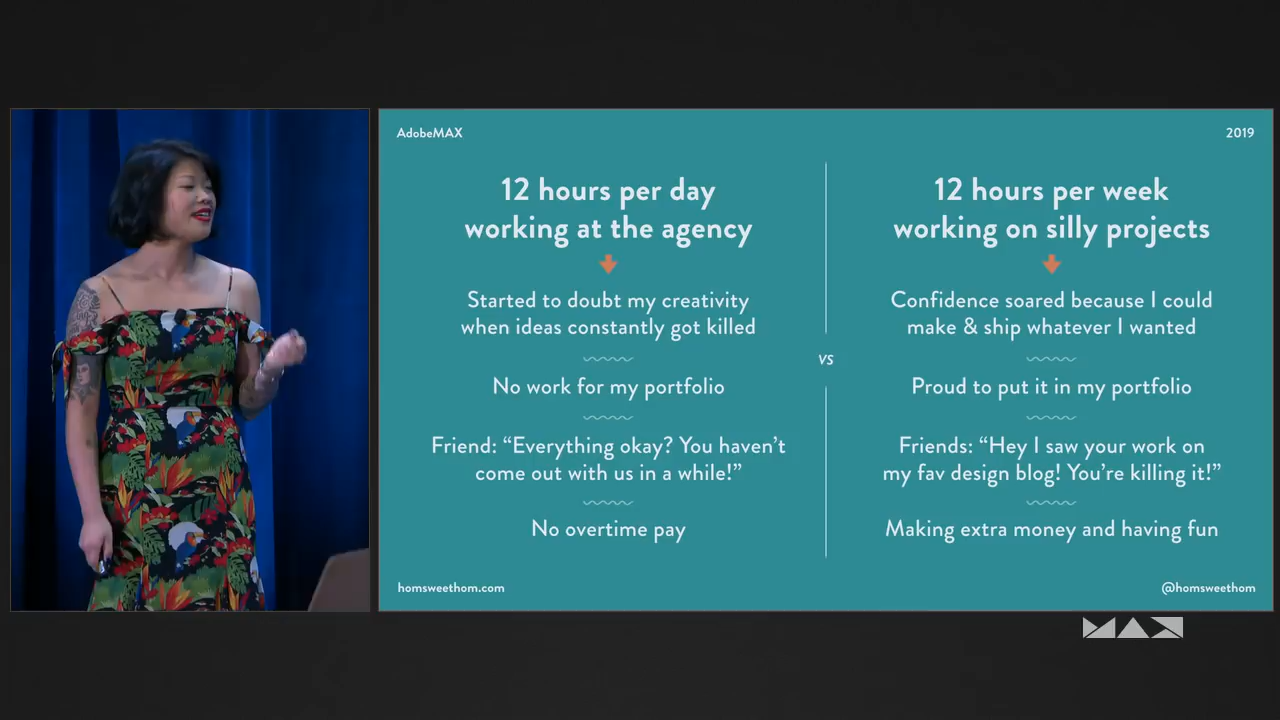 AdobeMAX
2019
12 hours per day
working at the agency
Started to doubt my creativity
when ideas constantly got killed
No work for my portfolio
Friend: “Everything okay? You haven’t
come out with us in a while!”
No overtime pay
vs
12 hours per week
working on silly projects
Confidence soared because I could
make & ship whatever I wanted
Proud to put it in my portfolio
Friends: “Hey I saw your work on
my fav design blog! You’re killing it!”
Making extra money and having fun
homsweethom.com
@homsweethom
MAX